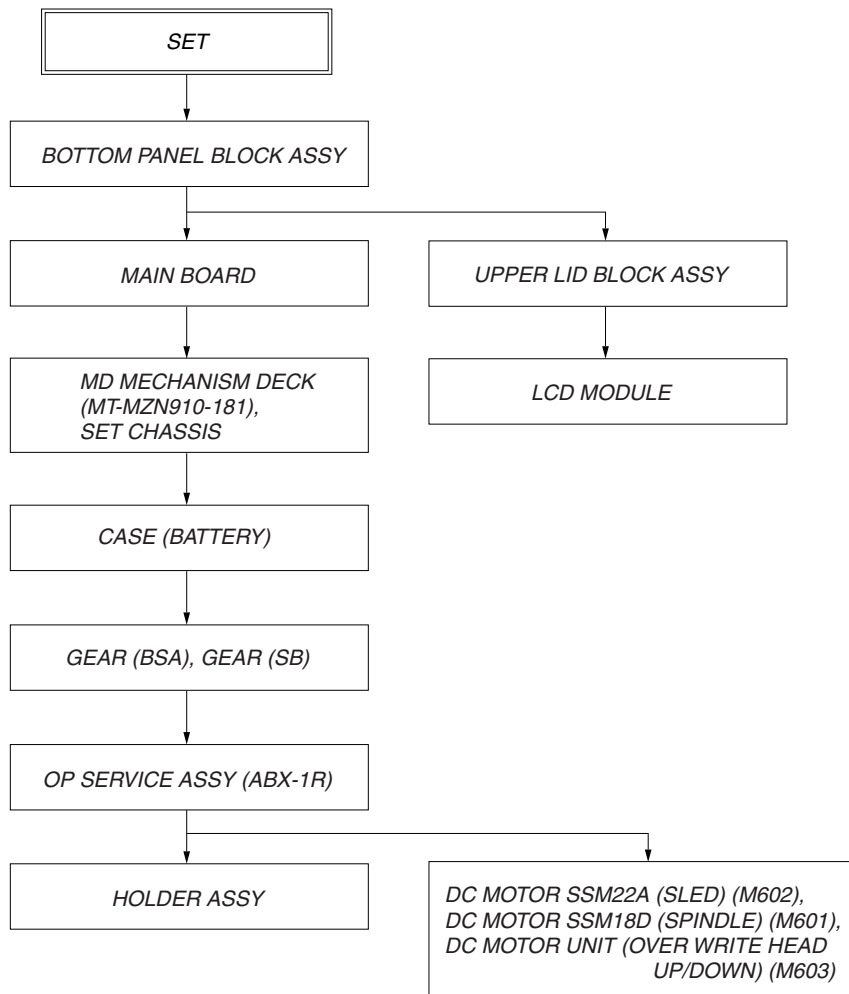 SET
BOTTOM PANEL BLOCK ASSY
MAIN BOARD
UPPER LID BLOCK ASSY
MD MECHANISM DECK
(MT-MZN910-181),
SET CHASSIS
LCD MODULE
CASE (BATTERY)
GEAR (BSA), GEAR (SB)
OP SERVICE ASSY (ABX-1R)
HOLDER ASSY
DC MOTOR SSM22A (SLED) (M602),
DC MOTOR SSM18D (SPINDLE) (M601),
DC MOTOR UNIT (OVER WRITE HEAD
UP/DOWN) (M603)